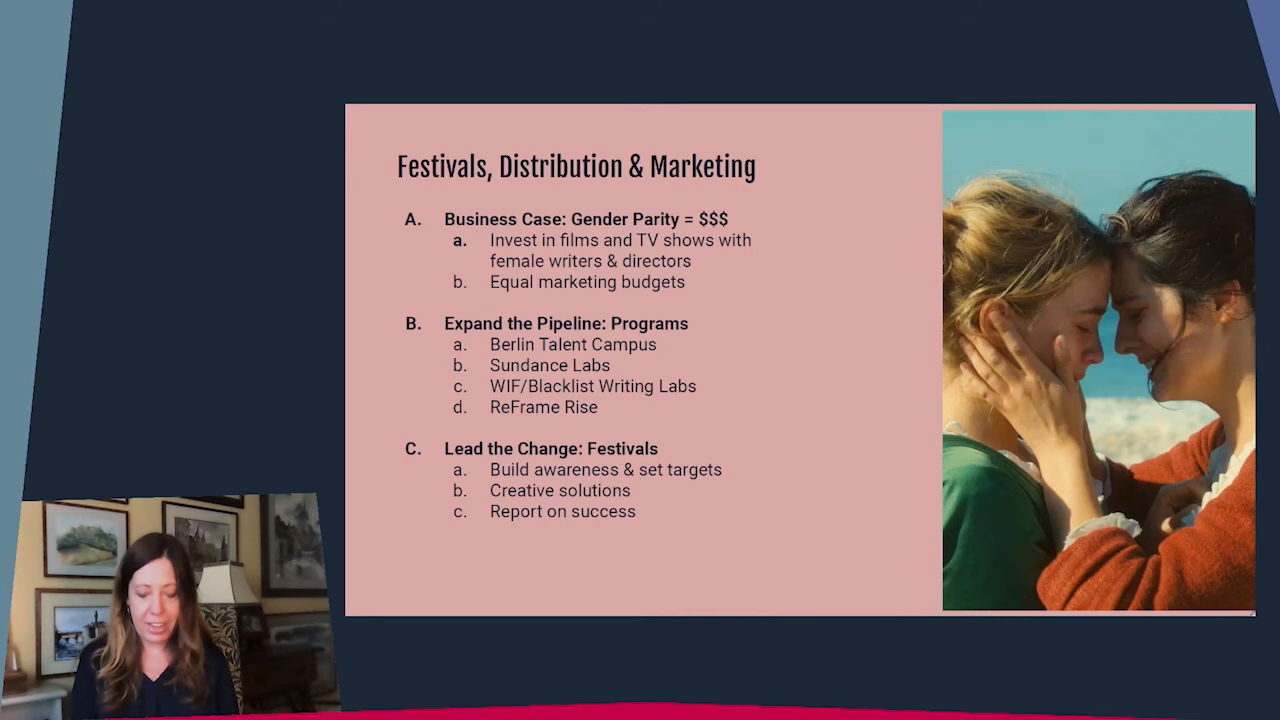 Festivals, Distribution & Marketing
A. Business Case: Gender Parity = $$$
a. Invest in films and TV shows with
female writers & directors
b. Equal marketing budgets
B. Expand the Pipeline: Programs
a. Berlin Talent Campus
b. Sundance Labs
c. WIF/Blacklist Writing Labs
d. ReFrame Rise
C. Lead the Change: Festivals
a. Build awareness & set targets
b. Creative solutions
c. Report on success